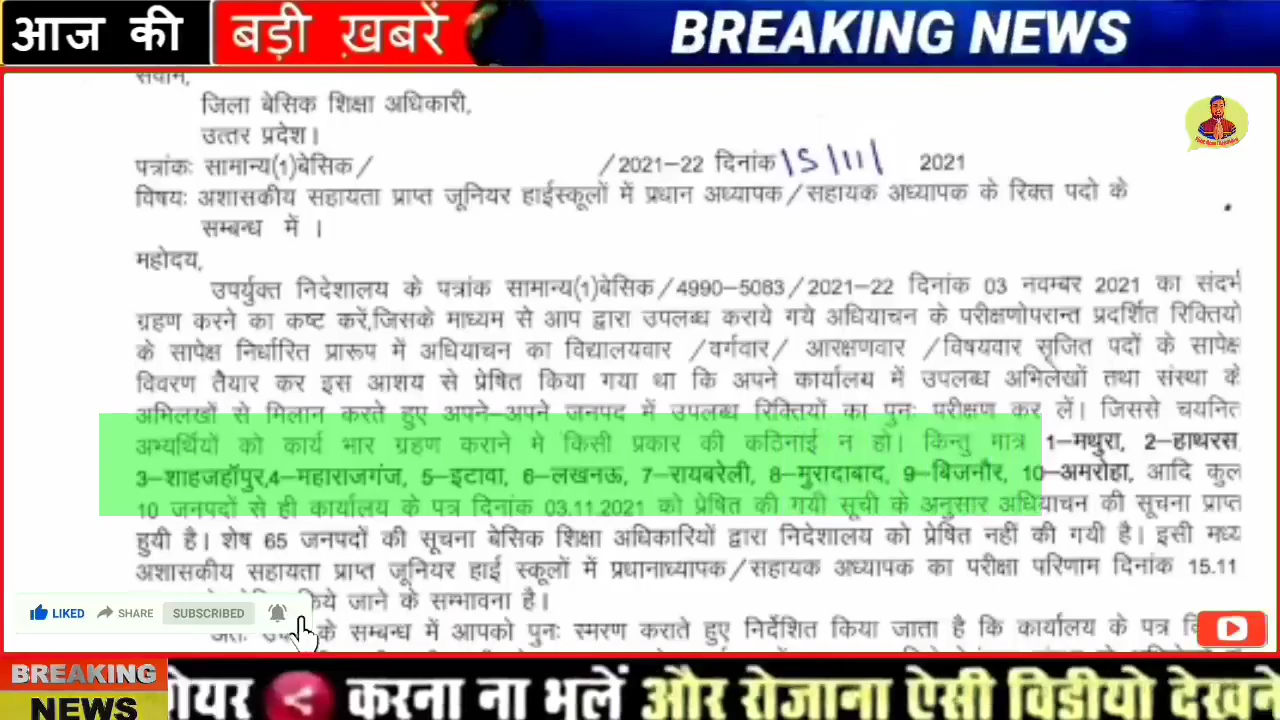 आज की बड़ी ख़बरें BREAKING NEWS
जिला बेसिक शिक्षा अधिकारी,
उत्तर प्रदेश।
पत्रांकः सामान्य(1)बेसिक/ /2021-22 दिनांक 15/11/ 2021
विषयः अशासकीय सहायता प्राप्त जूनियर हाईस्कूलों में प्रधान अध्यापक/सहायक अध्यापक के रिक्त पदो के
सम्बन्ध में ।
महोदय,
उपर्युक्त निदेशालय के पत्रांक सामान्य(1)बेसिक/4990-5083/2021-22 दिनांक 03 नवम्बर 2021 का संदर्भ
ग्रहण करने का कष्ट करें,जिसके माध्यम से आप द्वारा उपलब्ध कराये गये अधियाचन के परीक्षणोपरान्त प्रदर्शित रिक्तियो
के सापेक्ष निर्धारित प्रारूप में अधियाचन का विद्यालयवार /वर्गवार/ आरक्षणवार /विषयवार सृजित पदों के सापेक्ष
विवरण तैयार कर इस आशय से प्रेषित किया गया था कि अपने कार्यालय में उपलब्ध अभिलेखों तथा संस्था के
अभिलखों से मिलान करते हुए अपने-अपने जनपद में उपलब्ध रिक्तियों का पुनः परीक्षण कर लें। जिससे चयनित
अभ्यर्थियों को कार्य भार ग्रहण कराने मे किसी प्रकार की कठिनाई न हो। किन्तु मात्र 1-मथुरा, 2-हाथरस
3-शाहजहॉपुर,4-महाराजगंज, 5-इटावा, 6-लखनऊ, 7-रायबरेली, 8-मुरादाबाद, 9-बिजनौर, 10-अमरोहा, आदि कुल
10 जनपदों से ही कार्यालय के पत्र दिनांक 03.11.2021 को प्रेषित की गयी सूची के अनुसार अधियाचन की सूचना प्राप्त
हुयी है। शेष 65 जनपदों की सूचना बेसिक शिक्षा अधिकारियों द्वारा निदेशालय को प्रेषित नहीं की गयी है। इसी मध्य
अशासकीय सहायता प्राप्त जूनियर हाई स्कूलों में प्रधानाध्यापक/सहायक अध्यापक का परीक्षा परिणाम दिनांक 15.11
किये जाने के सम्भावना है।
LIKED SHARE SUBSCRIBED
के सम्बन्ध में आपको पुनः स्मरण कराते हुए निर्देशित किया जाता है कि कार्यालय के पत्र
BREAKING NEWS
शेयर करना ना भूलें और रोजाना ऐसी विडीयो देखने